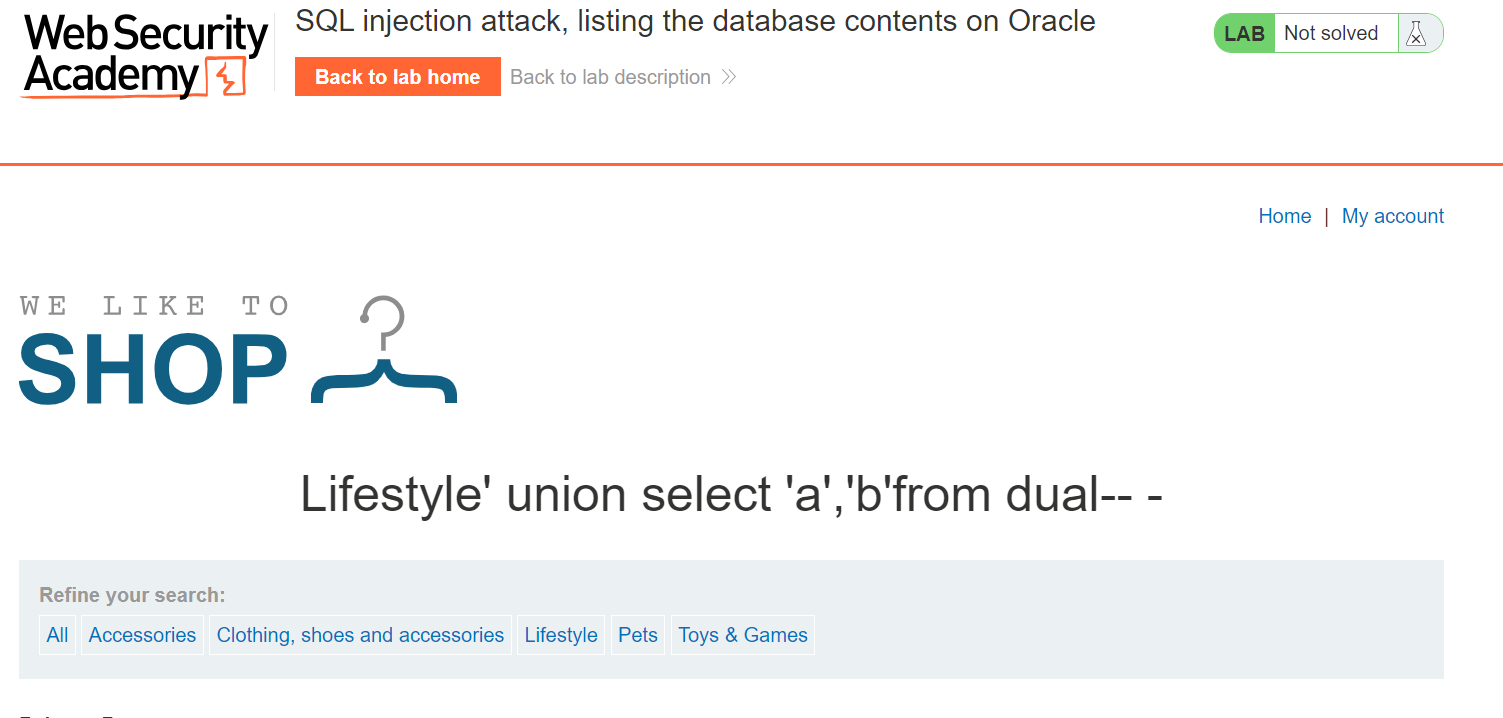 Web Security
Academy
SQL injection attack, listing the database contents on Oracle
Back to lab home Back to lab description
LAB Not solved
Home | My account
WE LIKE TO
SHOP
Lifestyle' union select 'a','b'from dual-- -
Refine your search:
All Accessories Clothing, shoes and accessories Lifestyle Pets Toys & Games